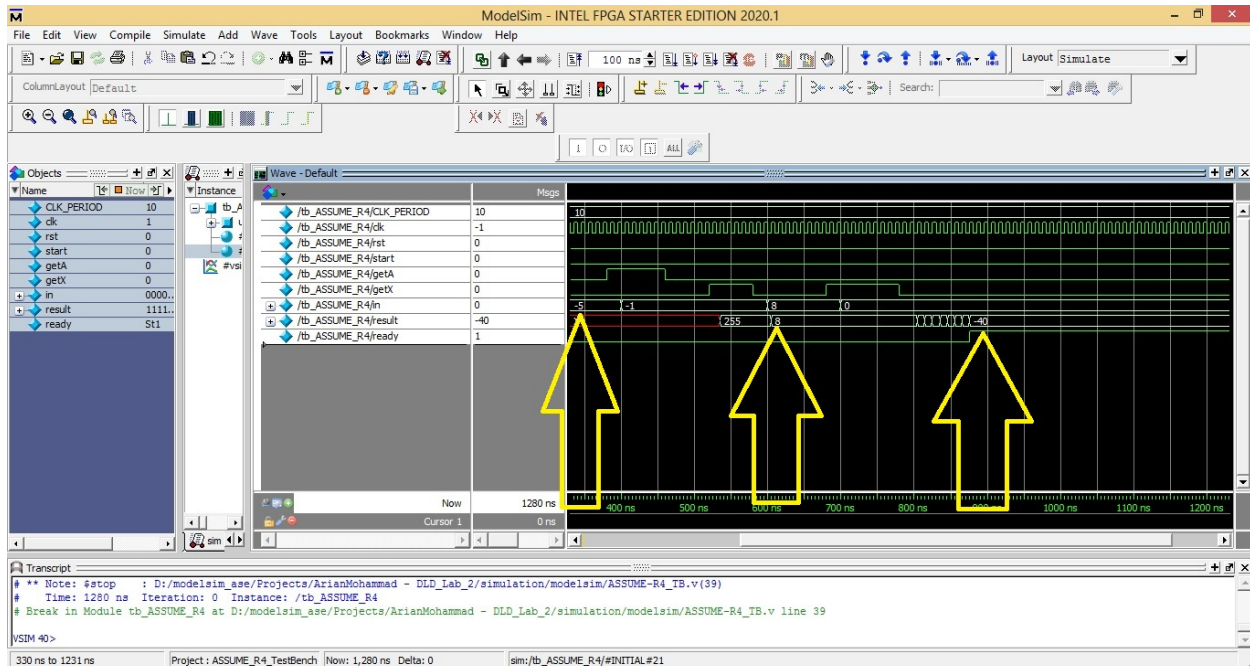 M
ModelSim - INTEL FPGA STARTER EDITION 2020.1
File Edit View Compile Simulate Add Wave Tools Layout Bookmarks Window Help
100 ns
Layout Simulate
ColumnLayout Default
Search:
I O I/O ALL
Objects
Name Now
CLK_PERIOD 10
clk 1
rst 0
start 0
getA 0
getX 0
in 0000..
result 1111..
ready St1
Instance
tb_A
#vsi
sim
Wave - Default
Msgs
/tb_ASSUME_R4/CLK_PERIOD 10 10
/tb_ASSUME_R4/clk -1
/tb_ASSUME_R4/rst 0
/tb_ASSUME_R4/start 0
/tb_ASSUME_R4/getA 0
/tb_ASSUME_R4/getX 0
/tb_ASSUME_R4/in 0 -5 -1 8 0
/tb_ASSUME_R4/result -40 255 8 -40
/tb_ASSUME_R4/ready 1
Now 1280 ns
400 ns 500 ns 600 ns 700 ns 800 ns 900 ns 1000 ns 1100 ns 1200 ns
Cursor 1 0 ns
Transcript
# ** Note: $stop : D:/modelsim_ase/Projects/ArianMohammad - DLD_Lab_2/simulation/modelsim/ASSUME-R4_TB.v(39)
# Time: 1280 ns Iteration: 0 Instance: /tb_ASSUME_R4
# Break in Module tb_ASSUME_R4 at D:/modelsim_ase/Projects/ArianMohammad - DLD_Lab_2/simulation/modelsim/ASSUME-R4_TB.v line 39
VSIM 40>
330 ns to 1231 ns Project : ASSUME_R4_TestBench Now: 1,280 ns Delta: 0 sim:/tb_ASSUME_R4/#INITIAL#21